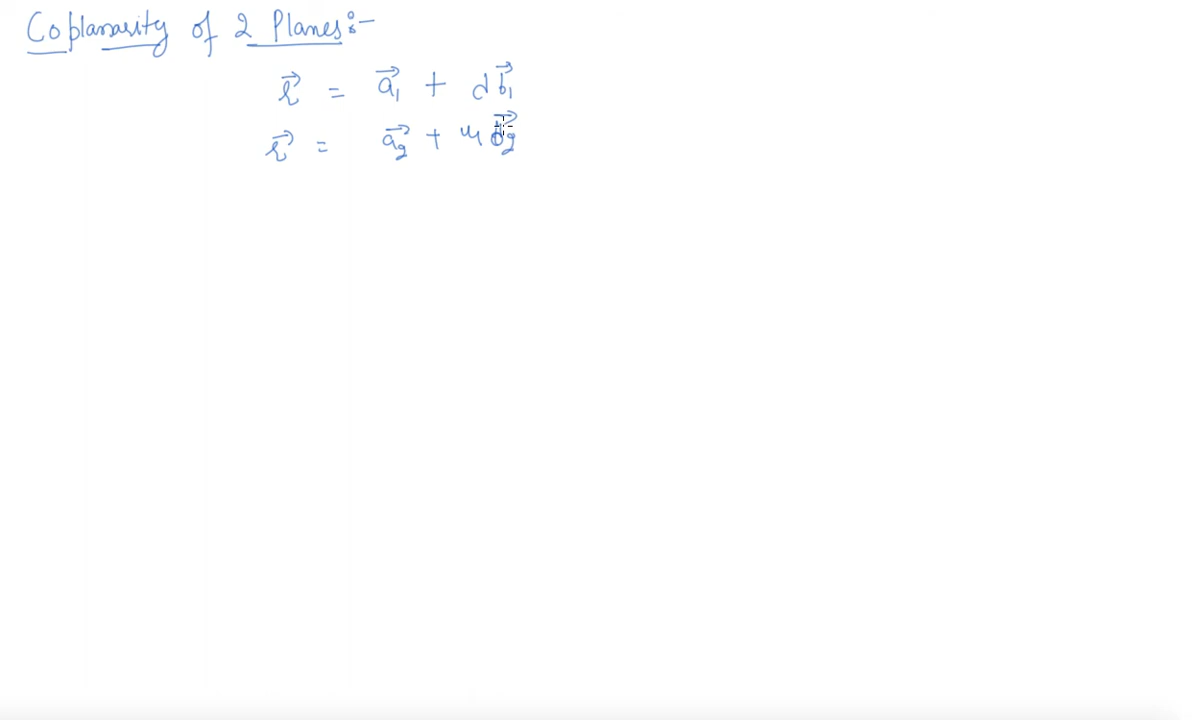 Coplanarity of 2 Planes:-
r⃗ = a⃗₁ + λb⃗₁
r⃗ = a⃗₂ + μb⃗₂